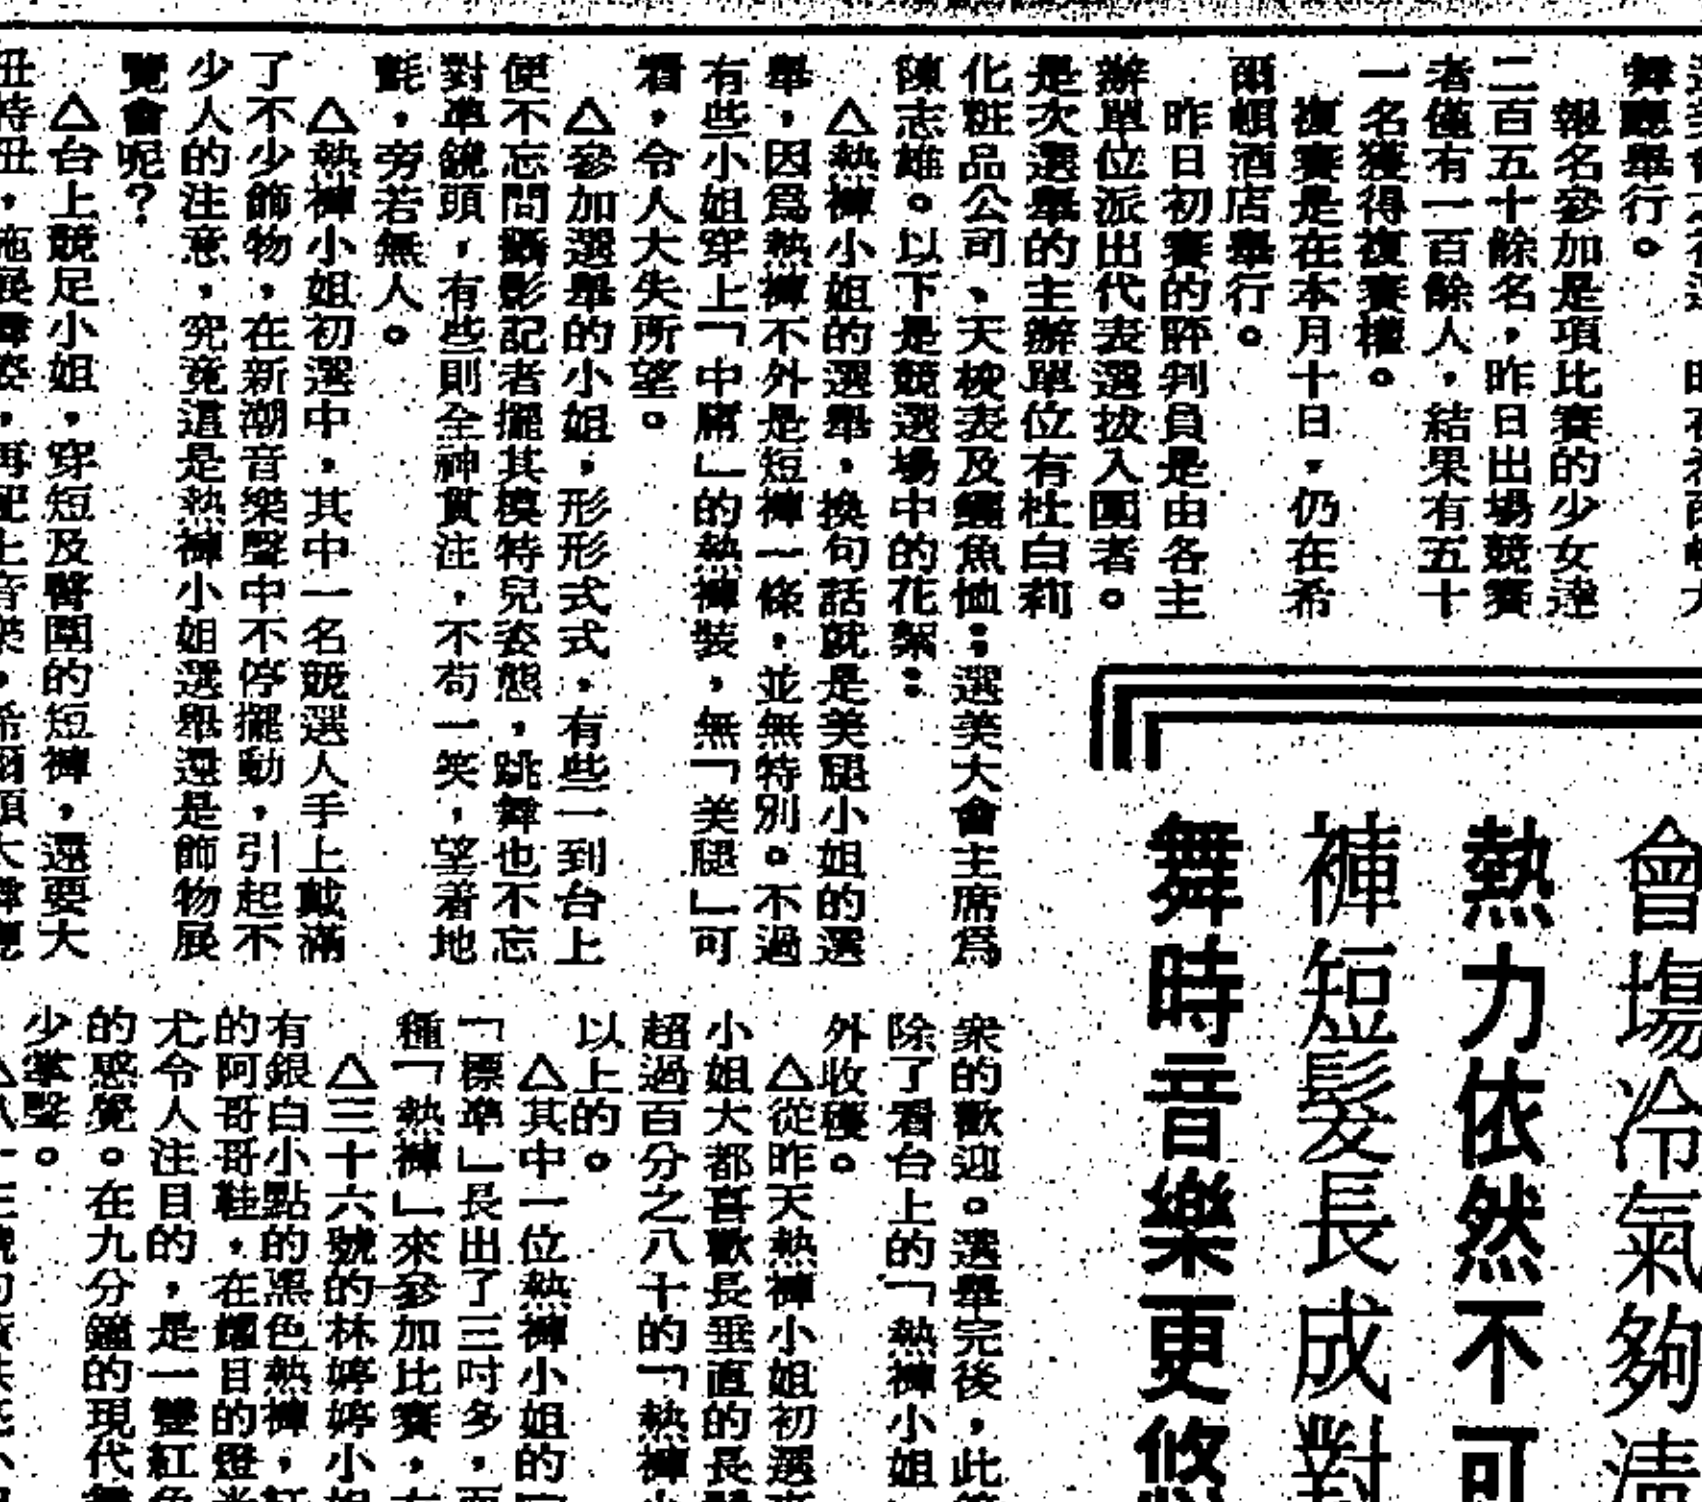 舞廳舉行。
報名參加是項比賽的少女達
二百五十餘名，昨日出場競賽
者僅有一百餘人，結果有五十
一名獲得複賽權。
複賽是在本月十日，仍在希
爾頓酒店舉行。
昨日初賽的評判員是由各主
辦單位派出代表選拔入圍者。
是次選舉的主辦單位有杜白莉
化粧品公司、天梭表及鱷魚恤；選美大會主席為
陳志雄。以下是競選場中的花絮：
△熱褲小姐的選舉，換句話就是美腿小姐的選
舉，因為熱褲不外是短褲一條，並無特別。不過
有些小姐穿上「中庸」的熱褲裝，無「美腿」可
看，令人大失所望。
△參加選舉的小姐，形形式式，有些一到台上
便不忘問攝影記者擺其模特兒姿態，跳舞也不忘
對準鏡頭，有些則全神貫注，不苟一笑，望着地
氈，旁若無人。
△熱褲小姐初選中，其中一名競選人手上戴滿
了不少飾物，在新潮音樂聲中不停擺動，引起不
少人的注意，究竟這是熱褲小姐選舉還是飾物展
覽會呢？
△台上競足小姐，穿短及臀圍的短褲，還要大
會場冷氣夠清
熱力依然不可
褲短髮長成對
舞時音樂更悠
衆的歡迎。選舉完後，此
除了看台上的「熱褲小姐
外收穫。
△從昨天熱褲小姐初選
小姐大都喜歡長垂直的長
超過百分之八十的「熱褲
以上的。
△其中一位熱褲小姐的
「標準」長出了三吋多，而
種「熱褲」來參加比賽，
△三十六號的林婷婷小姐
有銀白小點的黑色熱褲，紅
的阿哥哥鞋，在耀目的燈光
尤令人注目的，是一雙紅色
的感覺。在九分鐘的現代
少掌聲。